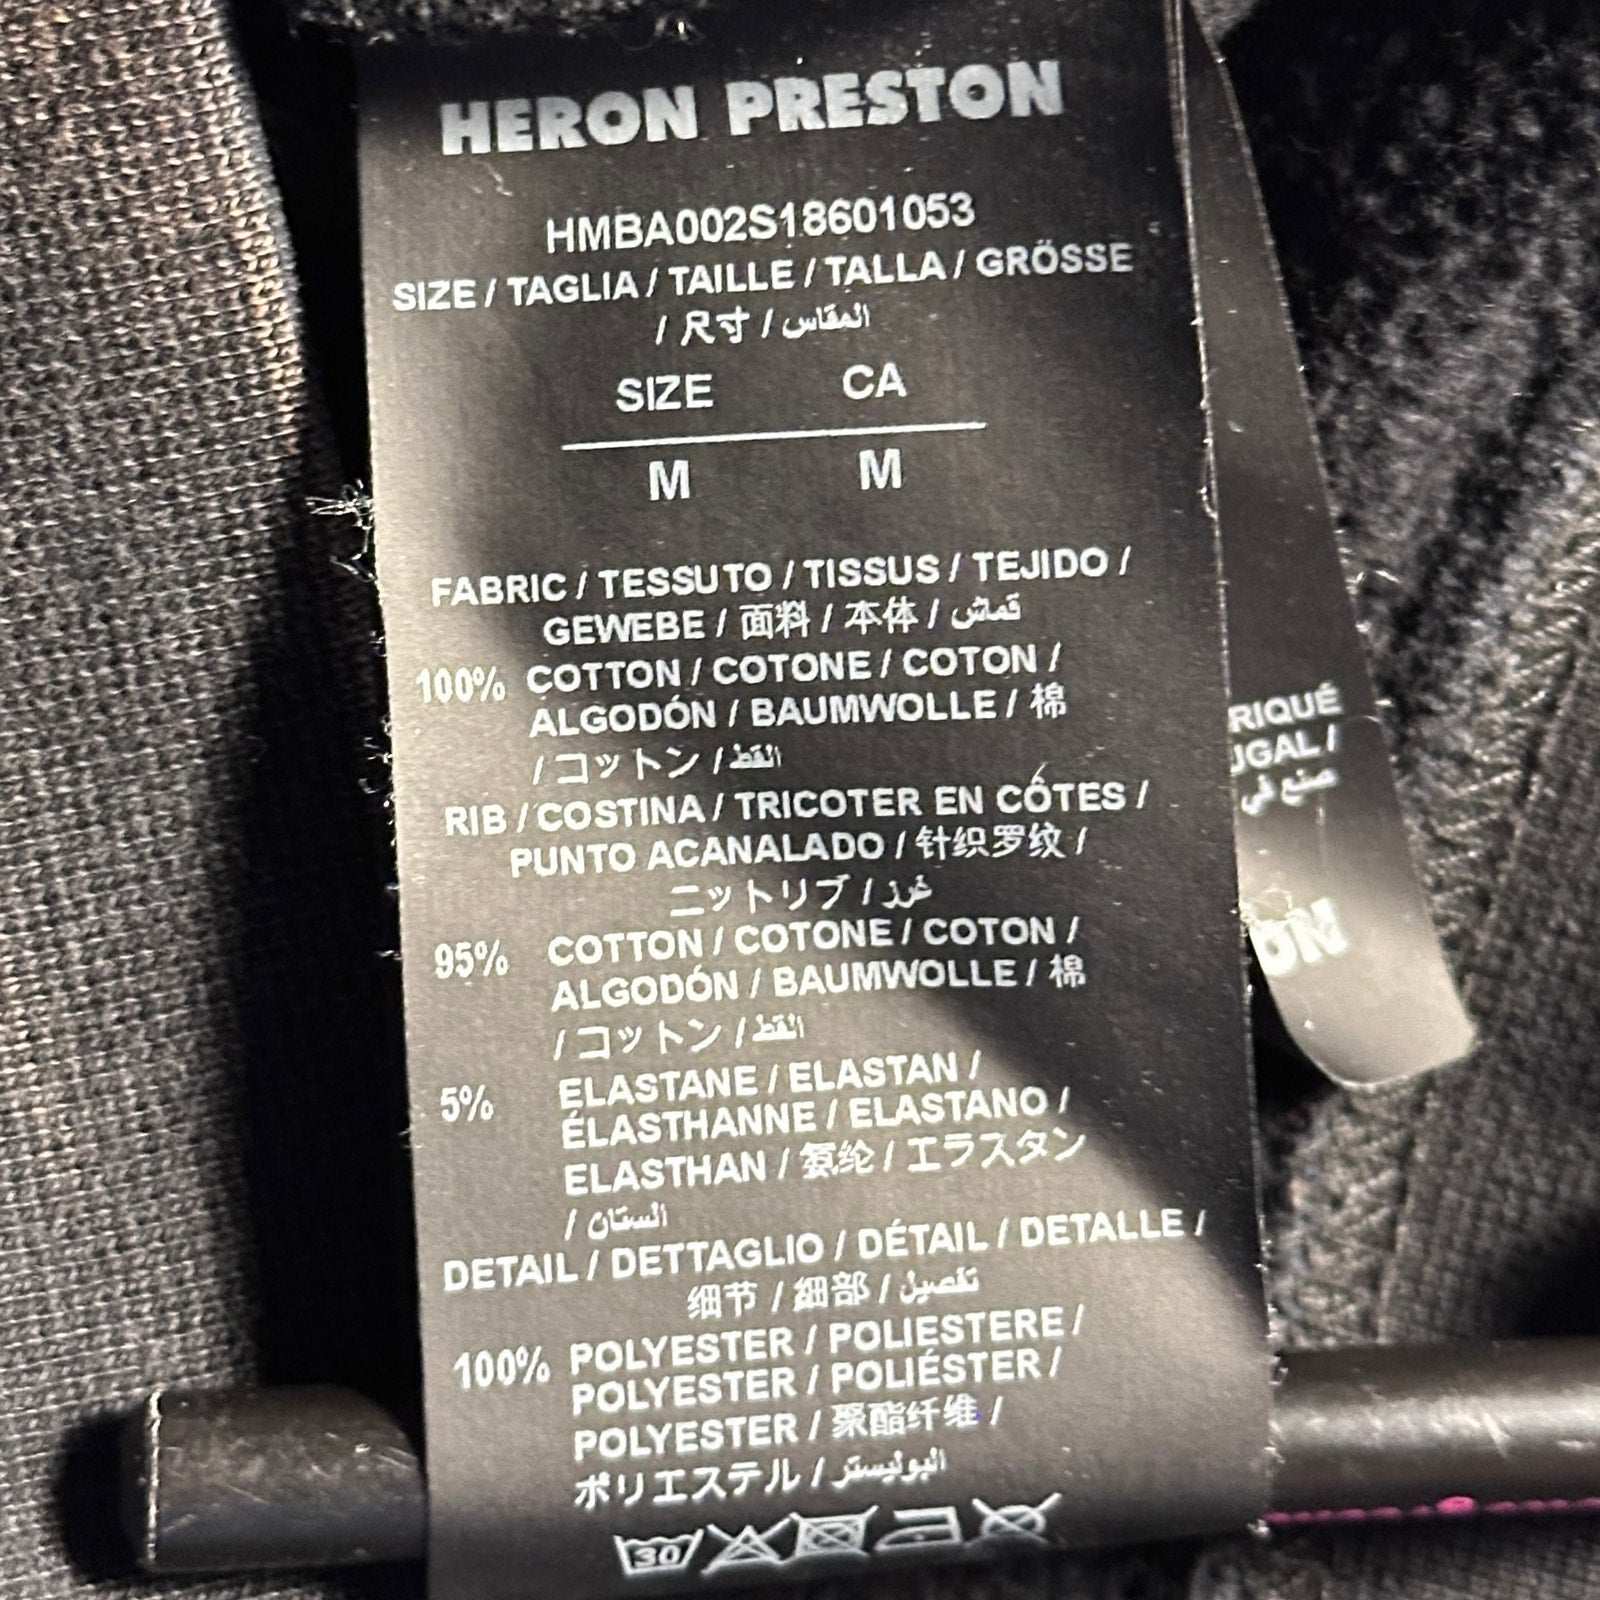 HERON PRESTON
HMBA002S18601053
SIZE / TAGLIA / TAILLE / TALLA / GRÖSSE
/ 尺寸 / المقاس
SIZE CA
M M
FABRIC / TESSUTO / TISSUS / TEJIDO /
GEWEBE / 面料 / 本体 / قماش
100% COTTON / COTONE / COTON /
ALGODÓN / BAUMWOLLE / 棉
/ コットン / القط
RIB / COSTINA / TRICOTER EN CÔTES /
PUNTO ACANALADO / 针织罗纹 /
ニットリブ / غرز
95% COTTON / COTONE / COTON /
ALGODÓN / BAUMWOLLE / 棉
/ コットン / القط
5% ELASTANE / ELASTAN /
ÉLASTHANNE / ELASTANO /
ELASTHAN / 氨纶 / エラスタン
/ الستان
DETAIL / DETTAGLIO / DÉTAIL / DETALLE /
细节 / 細部 / تفصيل
100% POLYESTER / POLIESTERE /
POLYESTER / POLIÉSTER /
POLYESTER / 聚酯纤维 /
ポリエステル / البوليستر
30
RIQUÉ
UGAL /
صنع في
ON